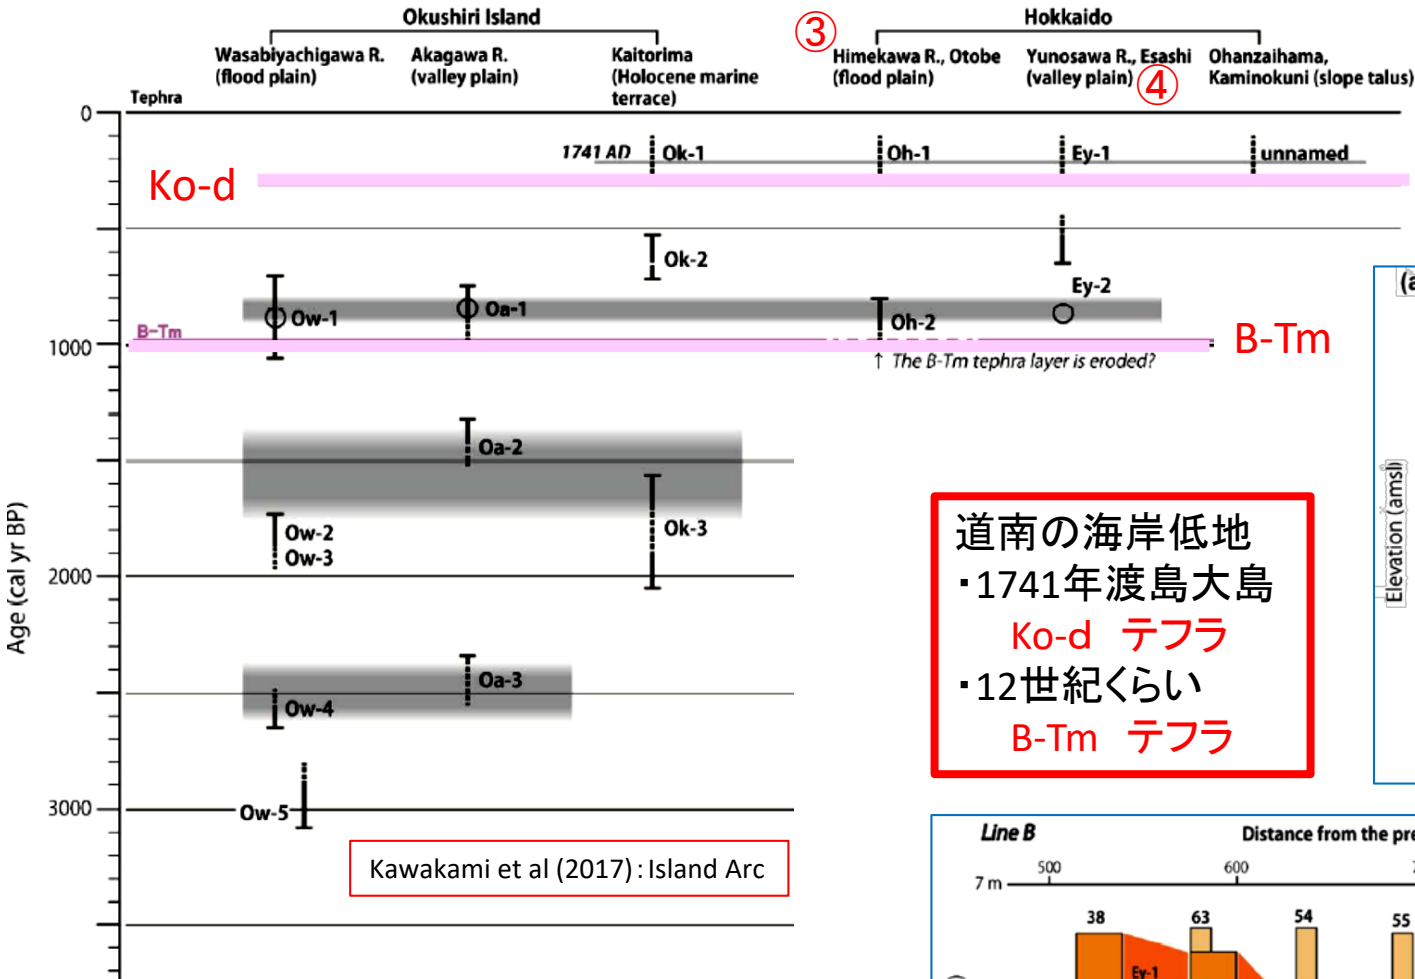 Okushiri Island
Hokkaido
Wasabiyachigawa R.
(flood plain)
Akagawa R.
(valley plain)
Kaitorima
(Holocene marine
terrace)
③
Himekawa R., Otobe
(flood plain)
Yunosawa R., Esashi
(valley plain)
④
Ohanzaihama,
Kaminokuni (slope talus)
Tephra
0
1741 AD
Ok-1
Oh-1
Ey-1
unnamed
Ko-d
Ok-2
Ey-2
Ow-1
Oa-1
Oh-2
B-Tm
1000
B-Tm
↑ The B-Tm tephra layer is eroded?
Oa-2
Ow-2
Ow-3
Ok-3
2000
Age (cal yr BP)
Oa-3
Ow-4
3000
Ow-5
Kawakami et al (2017) : Island Arc
道南の海岸低地
・1741年渡島大島
Ko-d テフラ
・12世紀くらい
B-Tm テフラ
(a
Elevation (amsl)
Line B
Distance from the pre
500
600
7 m
38
63
54
55
Ey-1